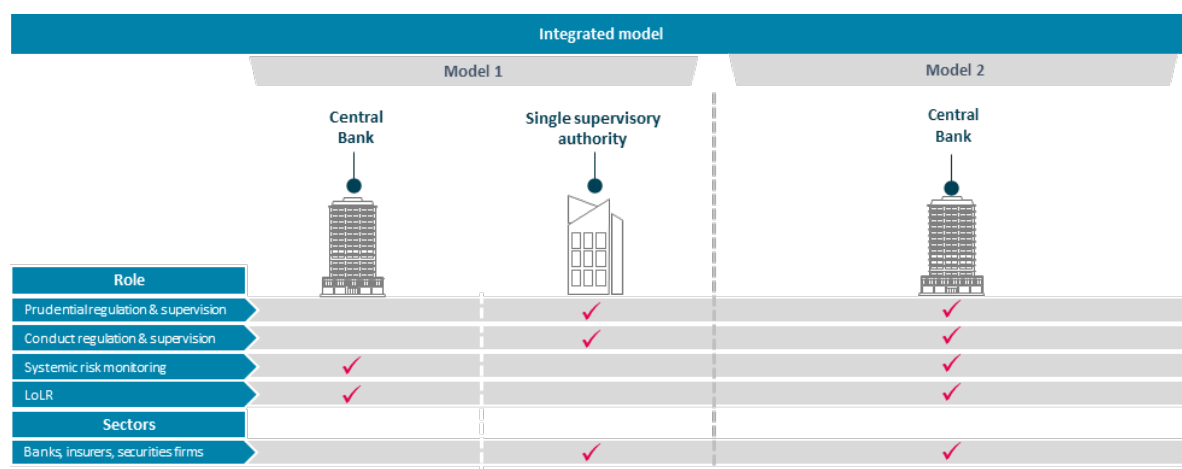 Integrated model
Model 1
Model 2
Central
Bank
Single supervisory
authority
Central
Bank
Role
Prudential regulation & supervision
Conduct regulation & supervision
Systemic risk monitoring
LoLR
Sectors
Banks, insurers, securities firms